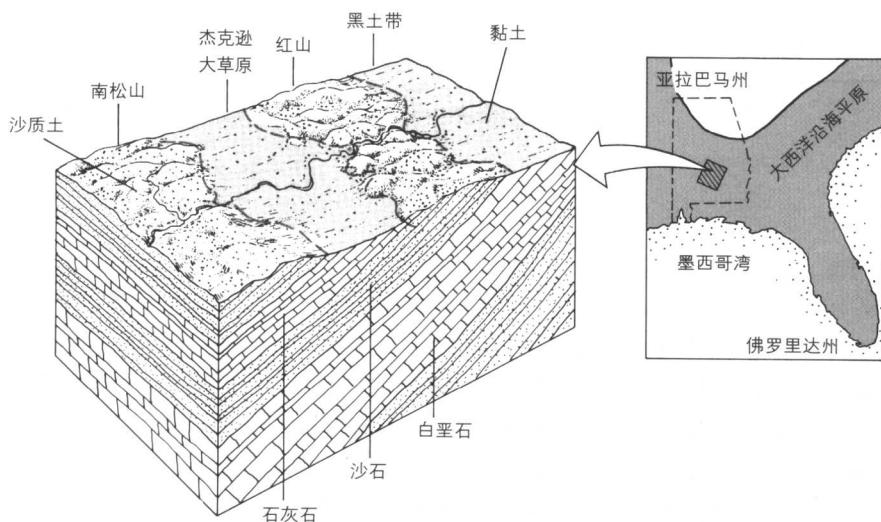 黑土带
杰克逊
大草原
红山
黏土
南松山
沙质土
亚拉巴马州
大西洋沿海平原
墨西哥湾
佛罗里达州
白垩石
沙石
石灰石